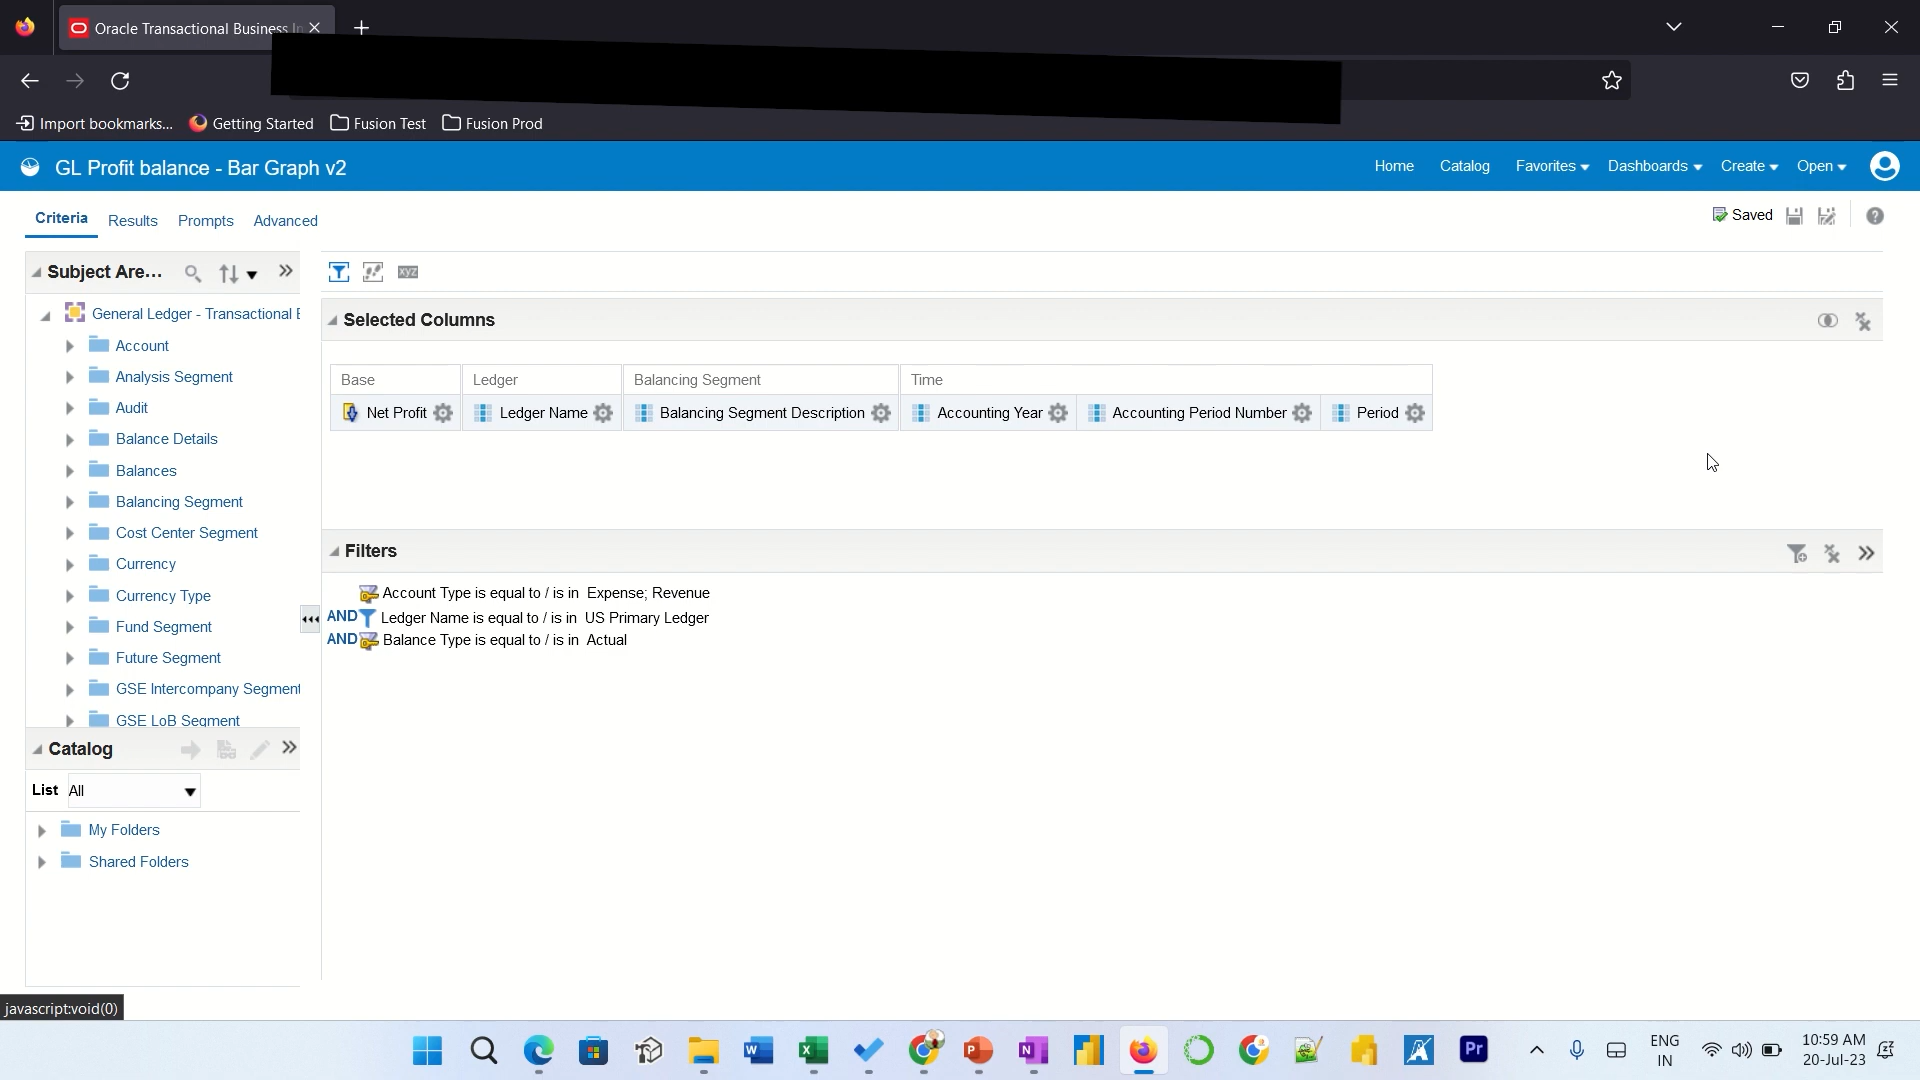 Oracle Transactional Business In
Import bookmarks...
Getting Started
Fusion Test
Fusion Prod
GL Profit balance - Bar Graph v2
Home
Catalog
Favorites
Dashboards
Create
Open
Criteria
Results
Prompts
Advanced
Saved
Subject Are...
General Ledger - Transactional B
Account
Analysis Segment
Audit
Balance Details
Balances
Balancing Segment
Cost Center Segment
Currency
Currency Type
Fund Segment
Future Segment
GSE Intercompany Segment
GSE LoB Segment
Catalog
List All
My Folders
Shared Folders
xyz
Selected Columns
Base
Ledger
Balancing Segment
Time
Net Profit
Ledger Name
Balancing Segment Description
Accounting Year
Accounting Period Number
Period
Filters
Account Type is equal to / is in Expense; Revenue
AND Ledger Name is equal to / is in US Primary Ledger
AND Balance Type is equal to / is in Actual
javascript:void(0)
ENG
IN
10:59 AM
20-Jul-23